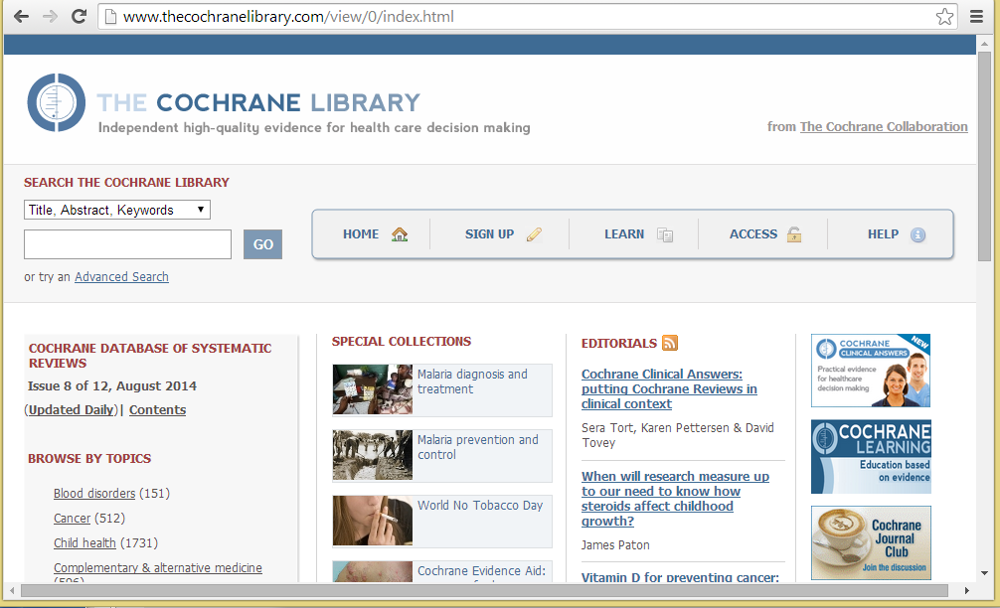 www.thecochranelibrary.com/view/0/index.html
THE COCHRANE LIBRARY
Independent high-quality evidence for health care decision making
from The Cochrane Collaboration
SEARCH THE COCHRANE LIBRARY
Title, Abstract, Keywords
GO
or try an Advanced Search
HOME
SIGN UP
LEARN
ACCESS
HELP
COCHRANE DATABASE OF SYSTEMATIC
REVIEWS
Issue 8 of 12, August 2014
(Updated Daily)| Contents
BROWSE BY TOPICS
Blood disorders (151)
Cancer (512)
Child health (1731)
Complementary & alternative medicine
SPECIAL COLLECTIONS
Malaria diagnosis and
treatment
Malaria prevention and
control
World No Tobacco Day
Cochrane Evidence Aid:
EDITORIALS
Cochrane Clinical Answers:
putting Cochrane Reviews in
clinical context
Sera Tort, Karen Pettersen & David
Tovey
When will research measure up
to our need to know how
steroids affect childhood
growth?
James Paton
Vitamin D for preventing cancer:
COCHRANE
CLINICAL ANSWERS
NEW
Practical evidence
for healthcare
decision making
COCHRANE
LEARNING
Education based
on evidence
Cochrane
Journal
Club
Join the discussion